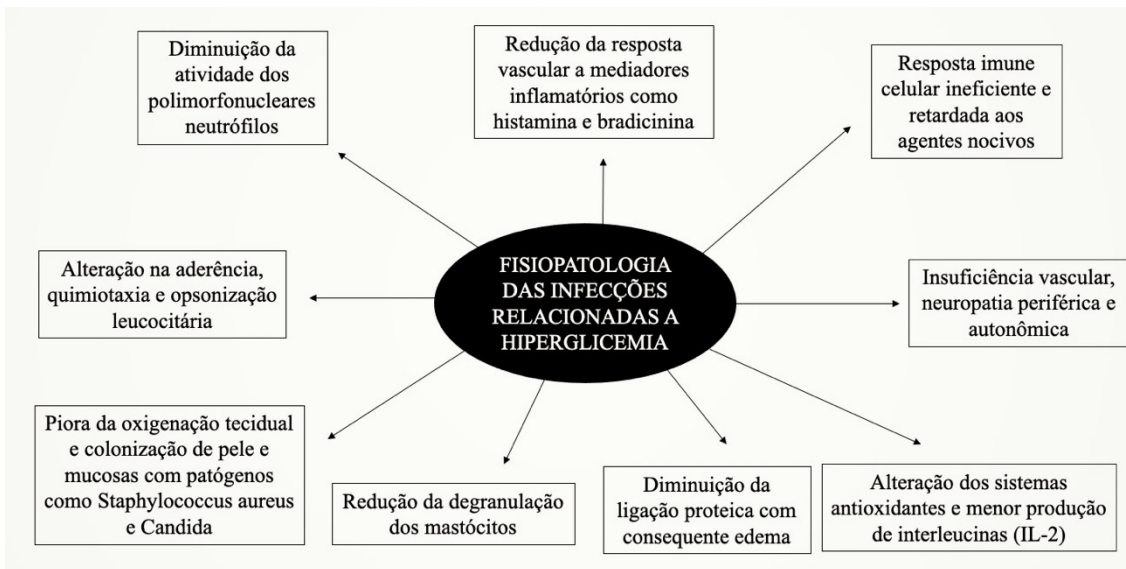 Diminuição da
atividade dos
polimorfonucleares
neutrófilos
Redução da resposta
vascular a mediadores
inflamatórios como
histamina e bradicinina
Resposta imune
celular ineficiente e
retardada aos
agentes nocivos
Alteração na aderência,
quimiotaxia e opsonização
leucocitária
FISIOPATOLOGIA
DAS INFECÇÕES
RELACIONADAS A
HIPERGLICEMIA
Insuficiência vascular,
neuropatia periférica e
autonômica
Piora da oxigenação tecidual
e colonização de pele e
mucosas com patógenos
como Staphylococcus aureus
e Candida
Redução da degranulação
dos mastócitos
Diminuição da
ligação proteica com
consequente edema
Alteração dos sistemas
antioxidantes e menor produção
de interleucinas (IL-2)